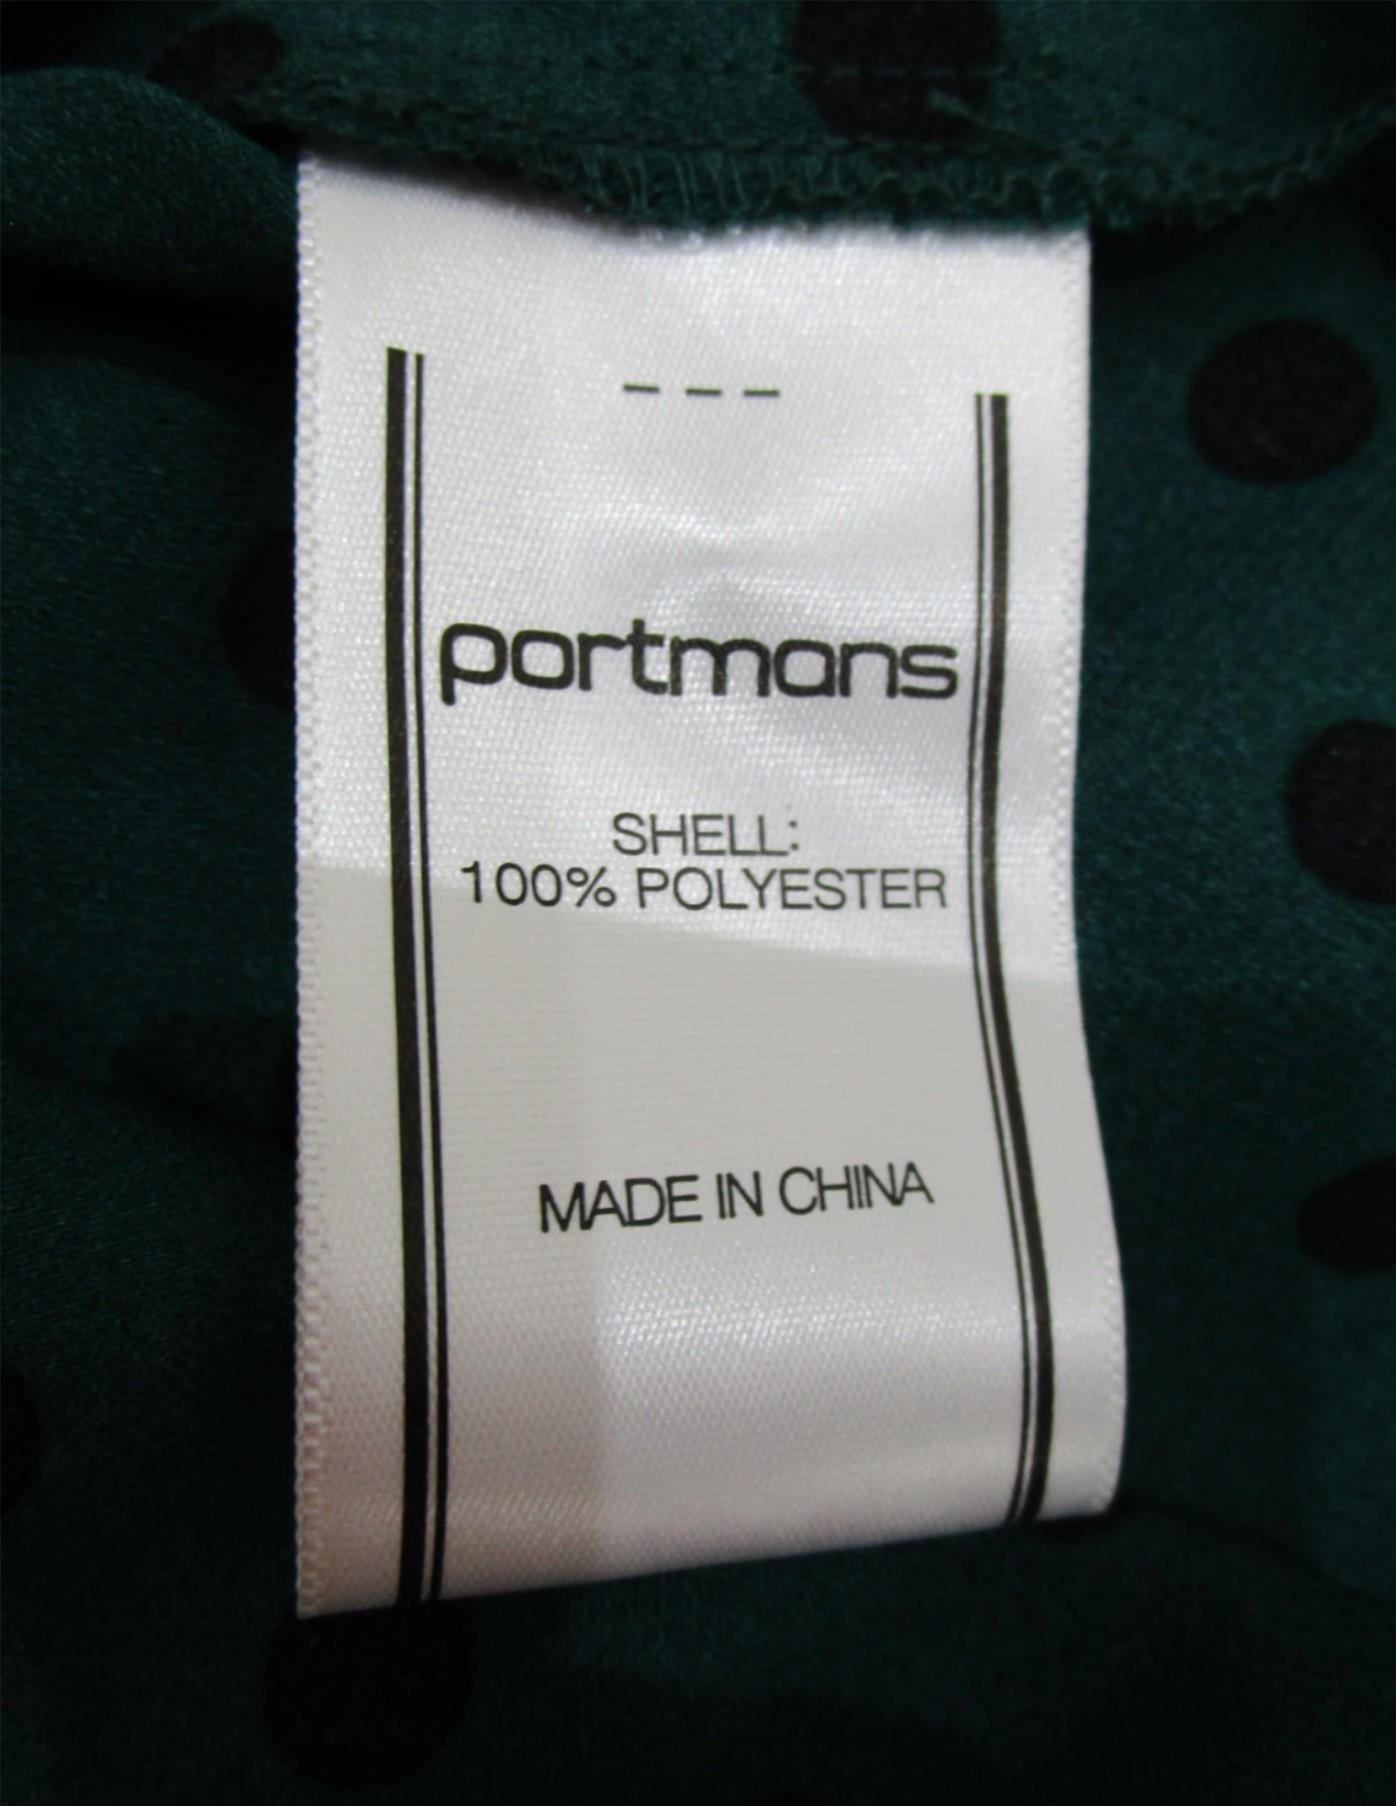 ---
portmans
SHELL:
100% POLYESTER
MADE IN CHINA